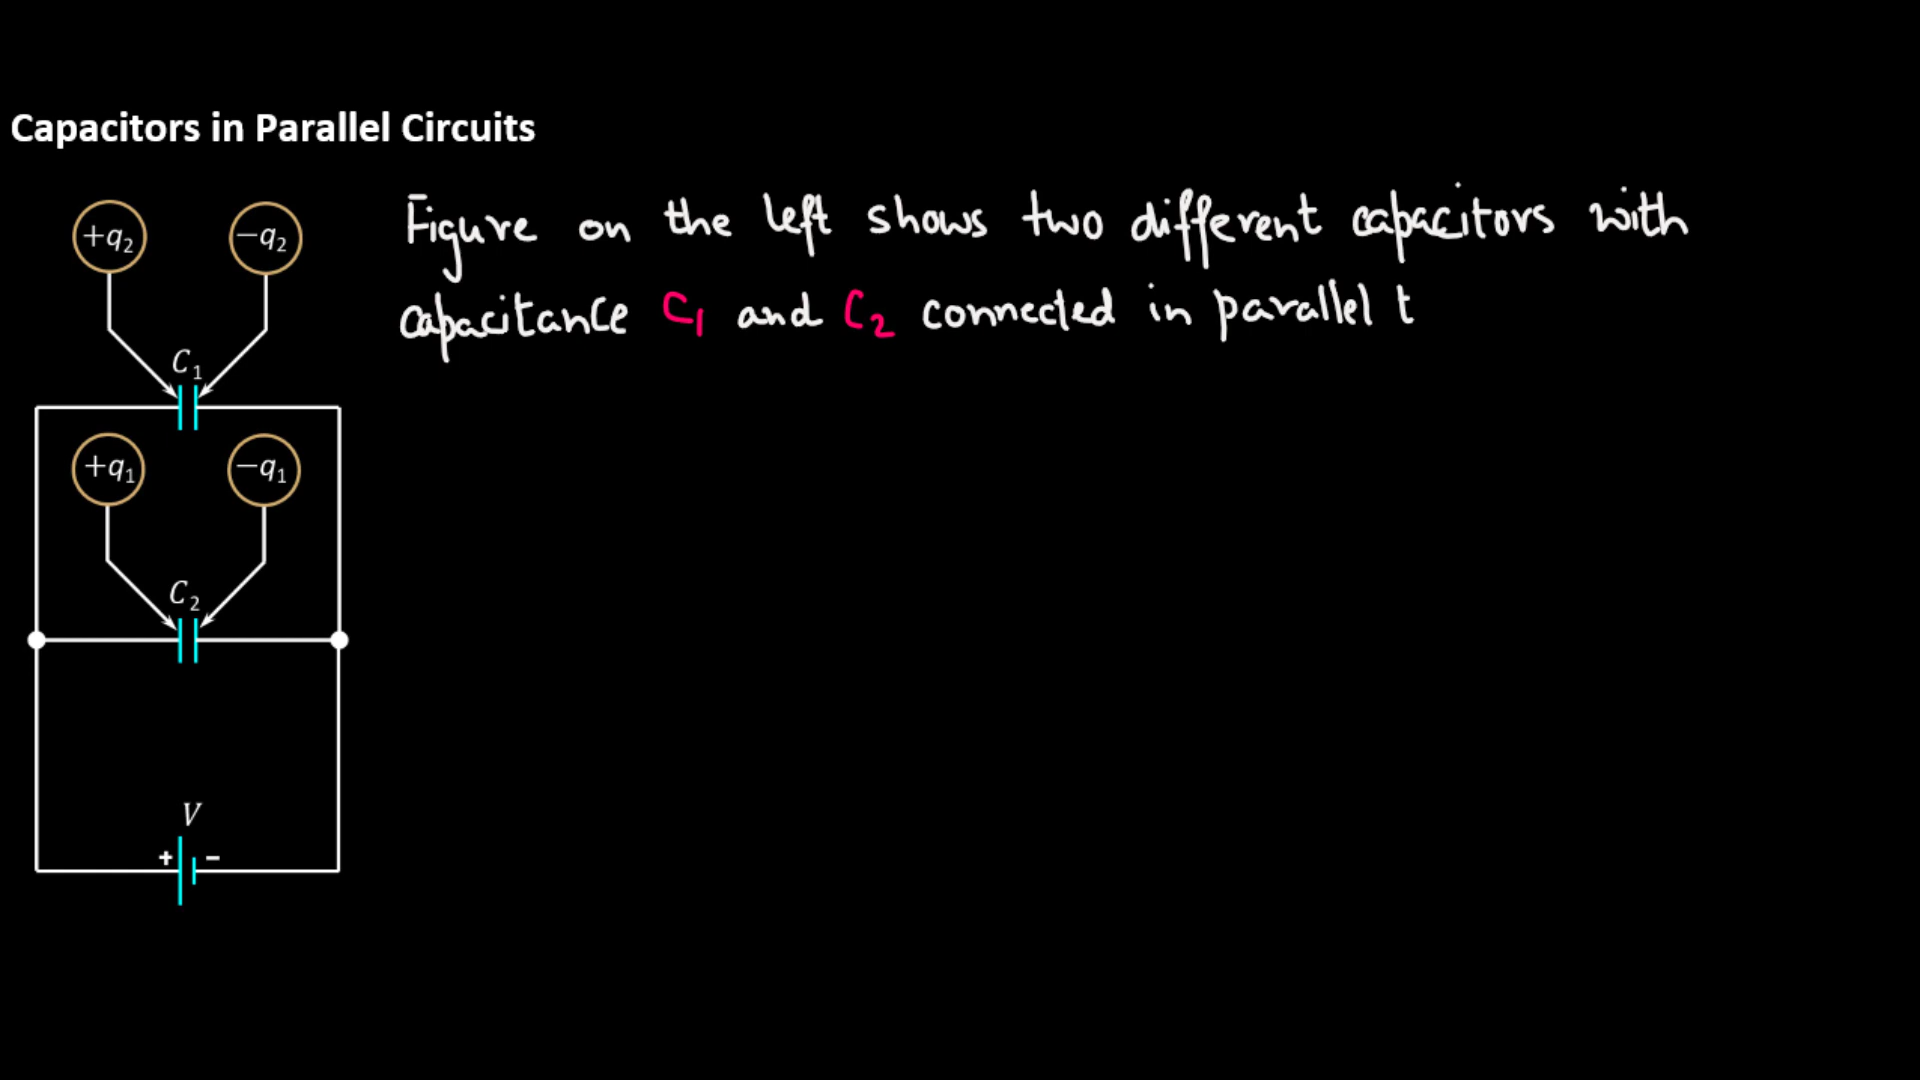 Capacitors in Parallel Circuits
Figure on the left shows two different capacitors with
capacitance C₁ and C₂ connected in parallel t
+q₂
−q₂
C₁
+q₁
−q₁
C₂
V
+ −